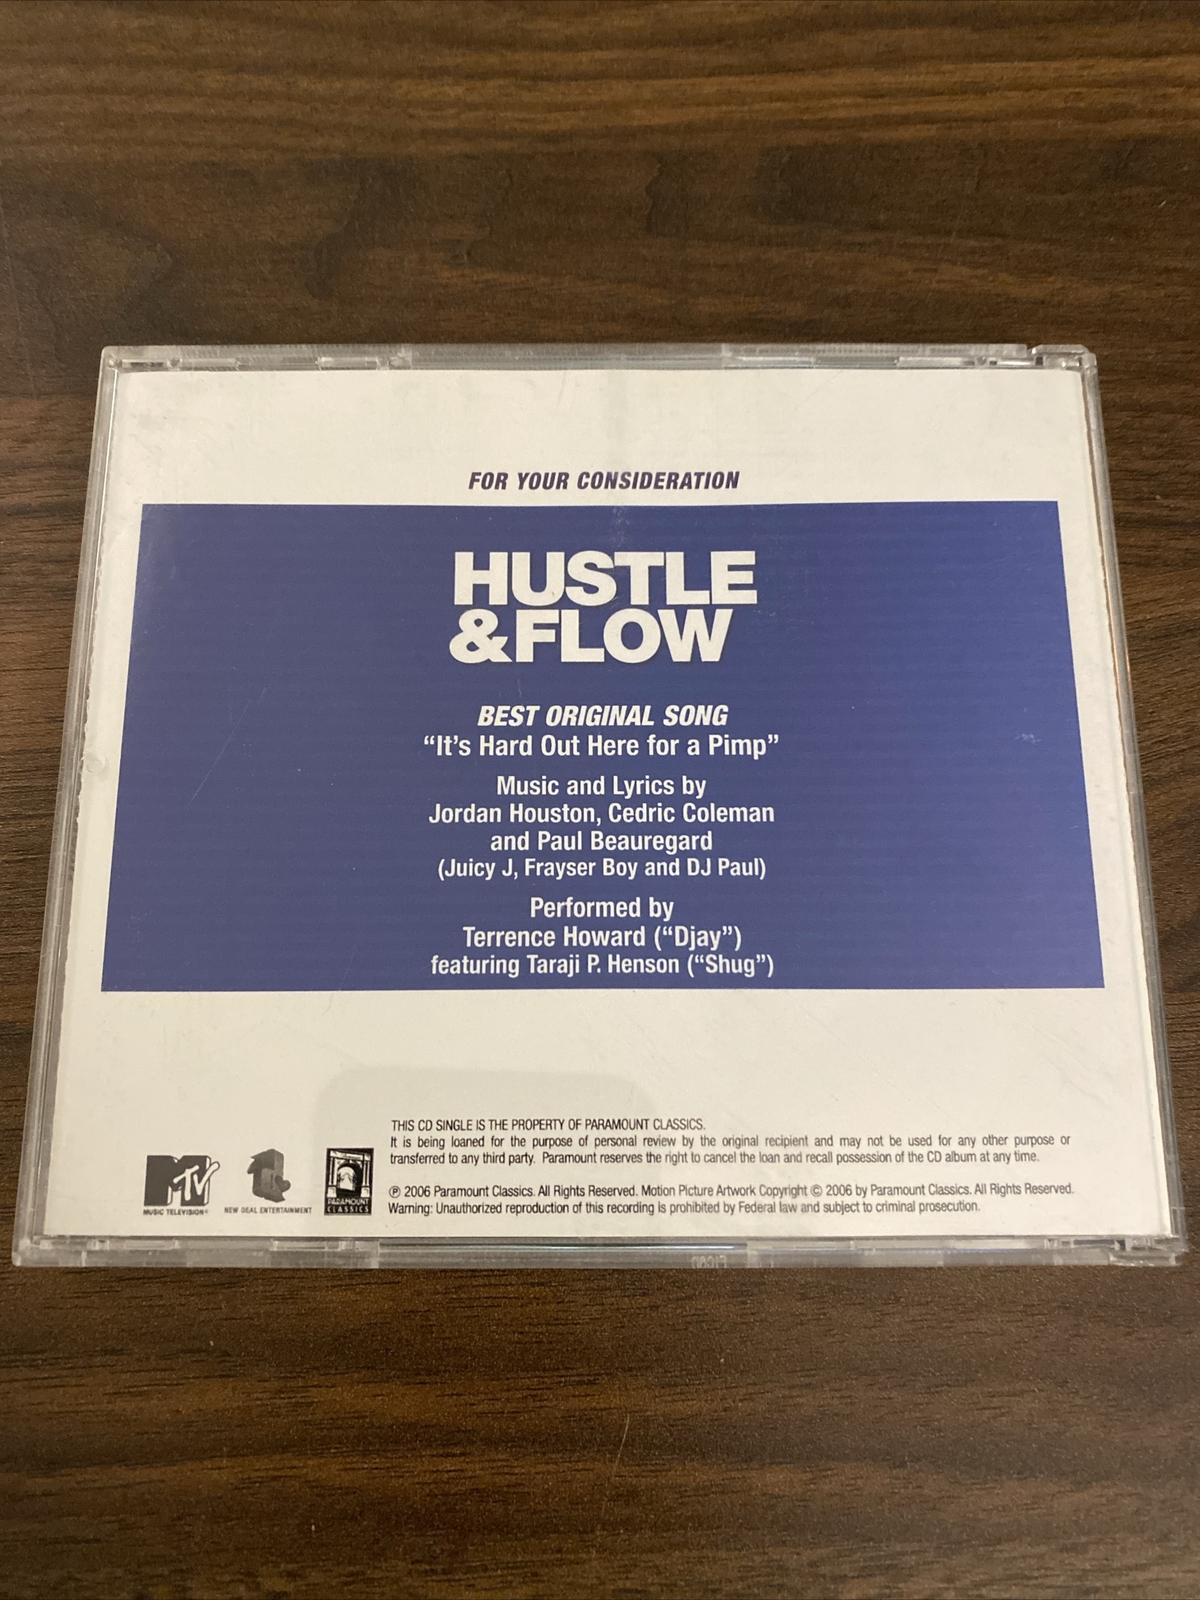 FOR YOUR CONSIDERATION
HUSTLE
&FLOW
BEST ORIGINAL SONG
“It’s Hard Out Here for a Pimp”
Music and Lyrics by
Jordan Houston, Cedric Coleman
and Paul Beauregard
(Juicy J, Frayser Boy and DJ Paul)
Performed by
Terrence Howard (“Djay”)
featuring Taraji P. Henson (“Shug”)
THIS CD SINGLE IS THE PROPERTY OF PARAMOUNT CLASSICS.
It is being loaned for the purpose of personal review by the original recipient and may not be used for any other purpose or
transferred to any third party. Paramount reserves the right to cancel the loan and recall possession of the CD album at any time.
℗ 2006 Paramount Classics. All Rights Reserved. Motion Picture Artwork Copyright © 2006 by Paramount Classics. All Rights Reserved.
Warning: Unauthorized reproduction of this recording is prohibited by Federal law and subject to criminal prosecution.
MTV
MUSIC TELEVISION®
NEW DEAL ENTERTAINMENT
PARAMOUNT
CLASSICS